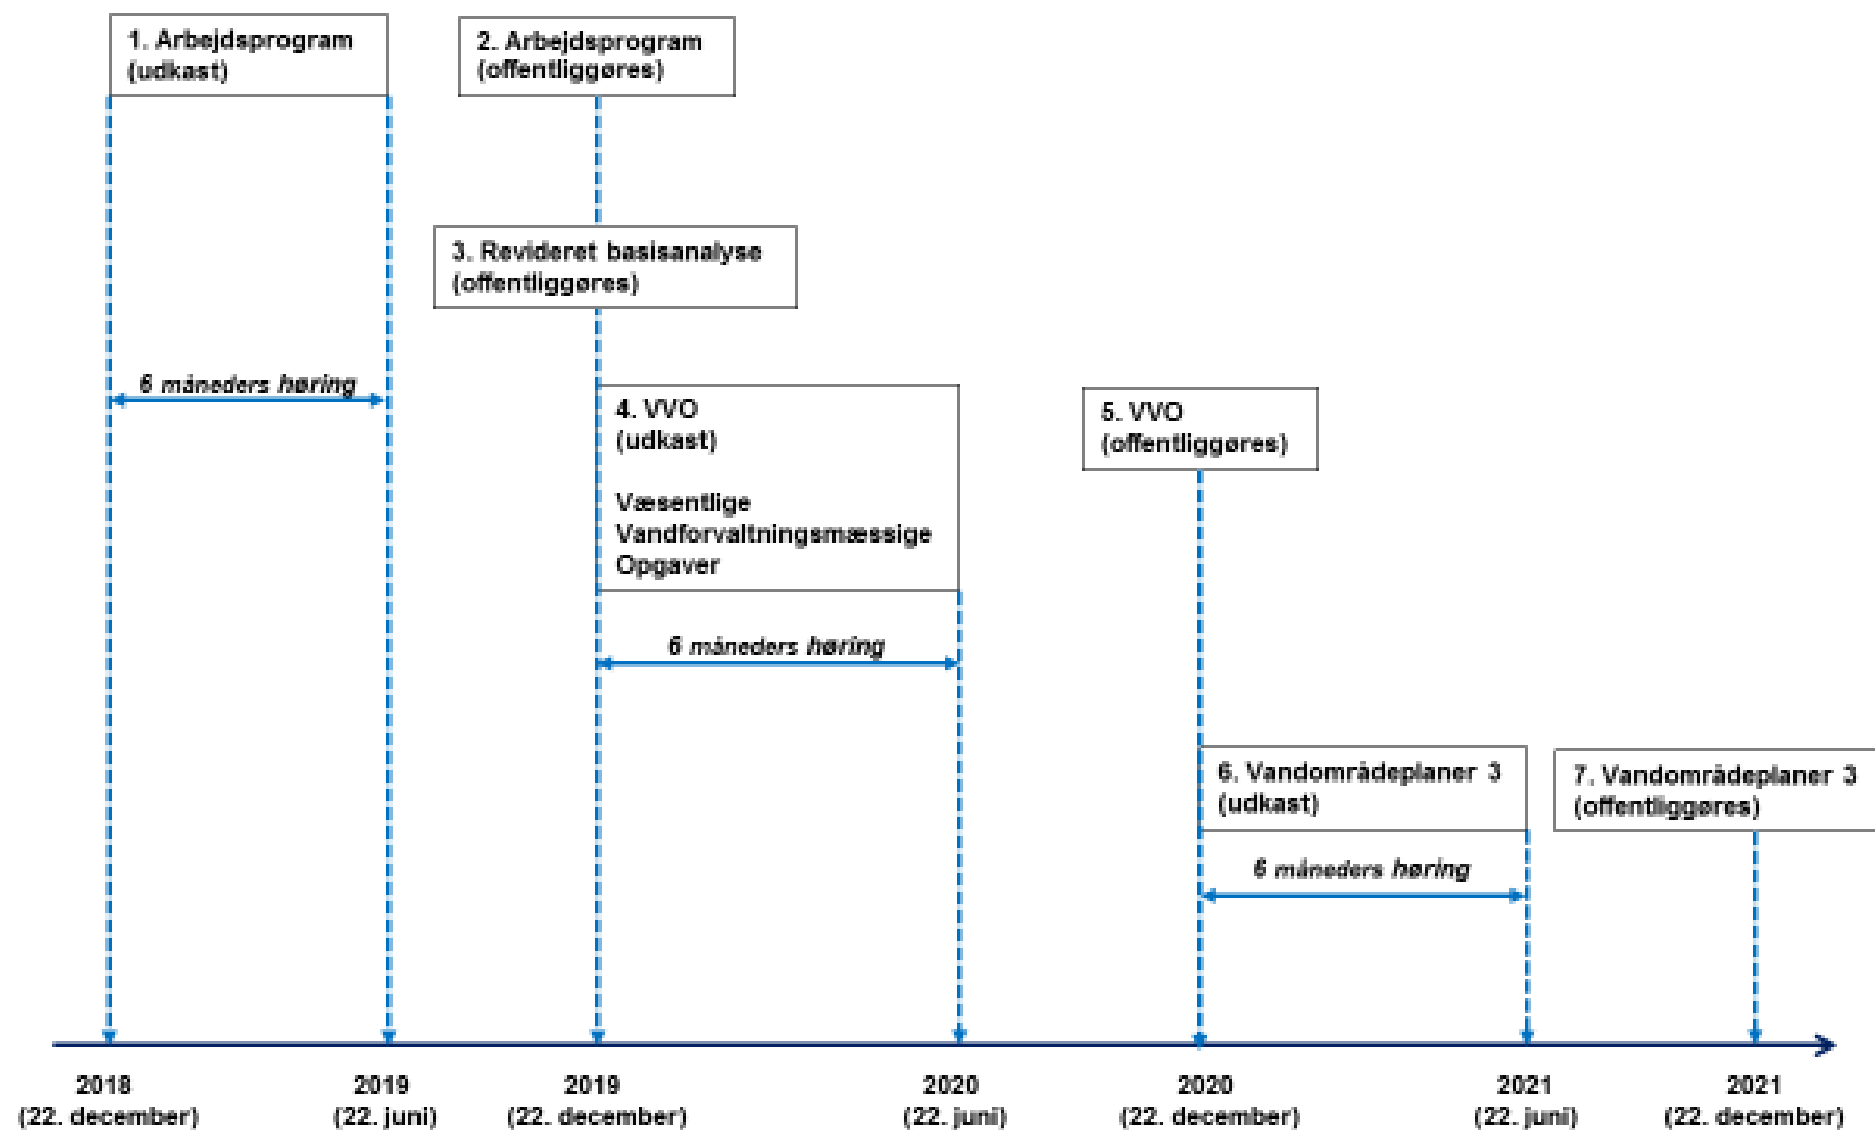 1. Arbejdsprogram
(udkast)
2. Arbejdsprogram
(offentliggøres)
3. Revideret basisanalyse
(offentliggøres)
6 måneders høring
4. VVO
(udkast)
Væsentlige
Vandforvaltningsmæssige
Opgaver
5. VVO
(offentliggøres)
6 måneders høring
6. Vandområdeplaner 3
(udkast)
7. Vandområdeplaner 3
(offentliggøres)
6 måneders høring
2018
(22. december)
2019
(22. juni)
2019
(22. december)
2020
(22. juni)
2020
(22. december)
2021
(22. juni)
2021
(22. december)